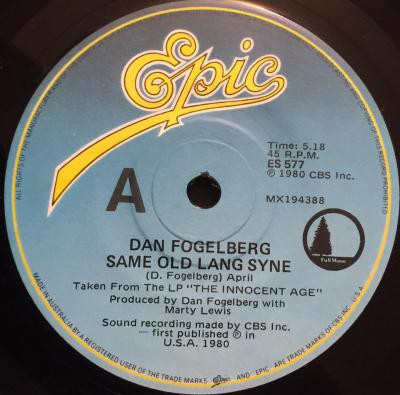 Epic
Time: 5.18
45 R.P.M.
ES 577
℗ 1980 CBS Inc.
A
MX194388
Full Moon
DAN FOGELBERG
SAME OLD LANG SYNE
(D. Fogelberg) April
Taken From The LP "THE INNOCENT AGE"
Produced by Dan Fogelberg with
Marty Lewis
Sound recording made by CBS Inc.
— first published ℗ in
U.S.A. 1980
ALL RIGHTS OF THE MANUFACTURER
PROHIBITED
MADE IN AUSTRALIA BY A REGISTERED USER OF THE TRADE MARKS Epic AND EPIC ARE TRADE MARKS OF CBS INC.